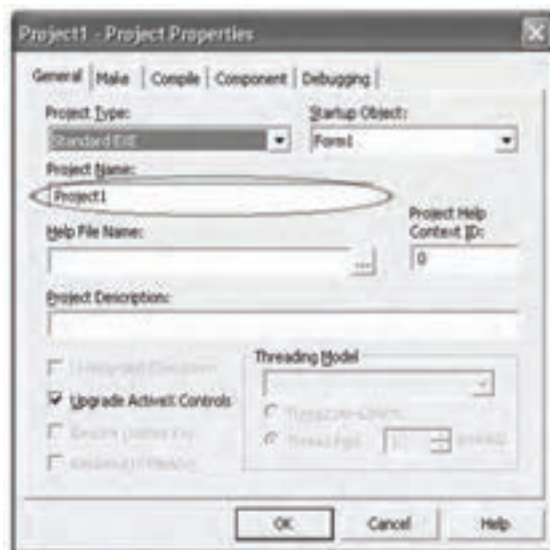 Project1 - Project Properties
General Make Compile Component Debugging
Project Type: Startup Object:
Standard EXE Form1
Project Name:
Project1
Help File Name: Project Help Context ID:
... 0
Project Description:
Threading Model
Upgrade ActiveX Controls
OK Cancel Help